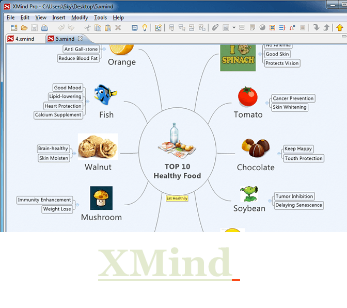 XMind Pro - C:\Users\Sky\Desktop\5.xmind
File Edit View Insert Modify Tools Help
4.xmind 5.xmind
Anti Gall-stone
Reduce Blood Fat
Orange
I
SPINACH
Good Skin
Protects Vision
Good Mood
Lipid-lowering
Heart Protection
Calcium Supplement
Fish
Tomato
Cancer Prevention
Skin Whitening
Brain-healthy
Skin Moisten
Walnut
TOP 10
Healthy Food
Chocolate
Keep Happy
Tooth Protection
Immunity Enhancement
Weight Loss
Mushroom
Soybean
Tumor Inhibition
Delaying Senescence
XMind